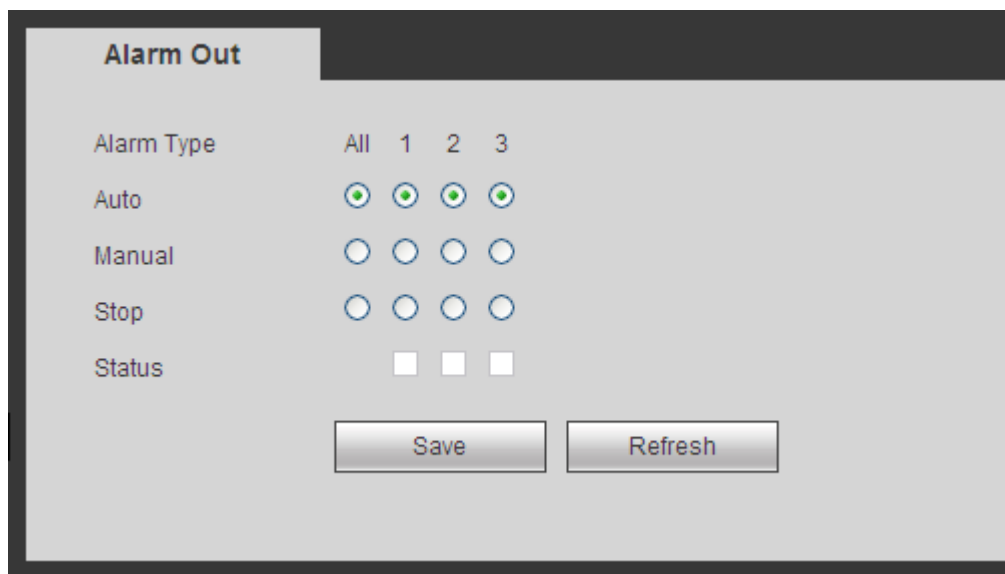 Alarm Out
Alarm Type All 1 2 3
Auto
Manual
Stop
Status
Save Refresh